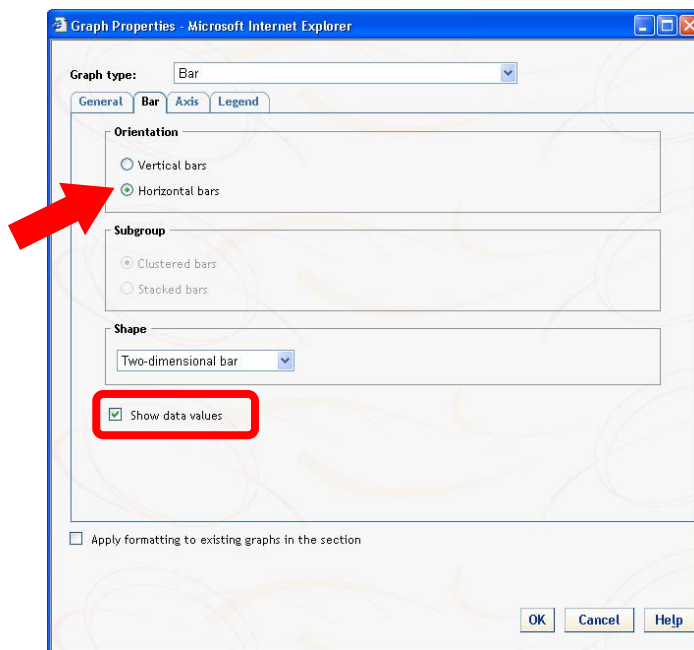 Graph Properties - Microsoft Internet Explorer
Graph type: Bar
General Bar Axis Legend
Orientation
Vertical bars
Horizontal bars
Subgroup
Clustered bars
Stacked bars
Shape
Two-dimensional bar
Show data values
Apply formatting to existing graphs in the section
OK Cancel Help